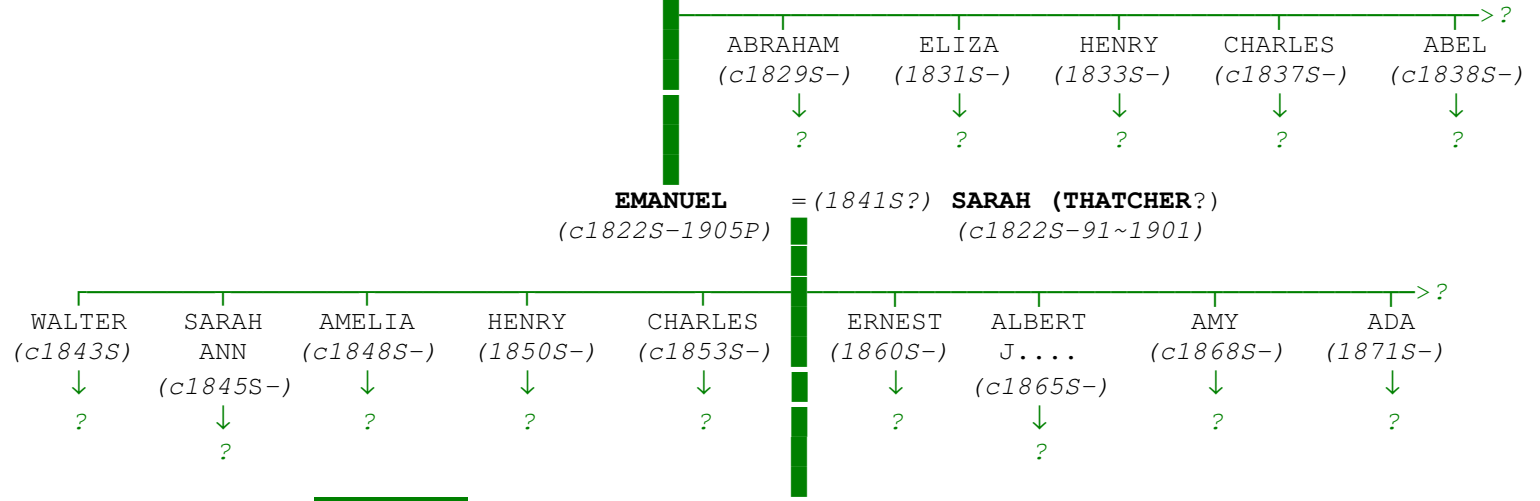 >?
ABRAHAM ELIZA HENRY CHARLES ABEL
(c1829S-) (1831S-) (1833S-) (c1837S-) (c1838S-)
↓ ↓ ↓ ↓ ↓
? ? ? ? ?
EMANUEL =(1841S?) SARAH (THATCHER?)
(c1822S-1905P) (c1822S-91~1901)
>?
WALTER SARAH AMELIA HENRY CHARLES ERNEST ALBERT AMY ADA
(c1843S) ANN (c1848S-) (1850S-) (c1853S-) (1860S-) J.... (c1868S-) (1871S-)
↓ (c1845S-) ↓ ↓ ↓ ↓ (c1865S-) ↓ ↓
? ↓ ? ? ? ? ↓ ? ?
? ?